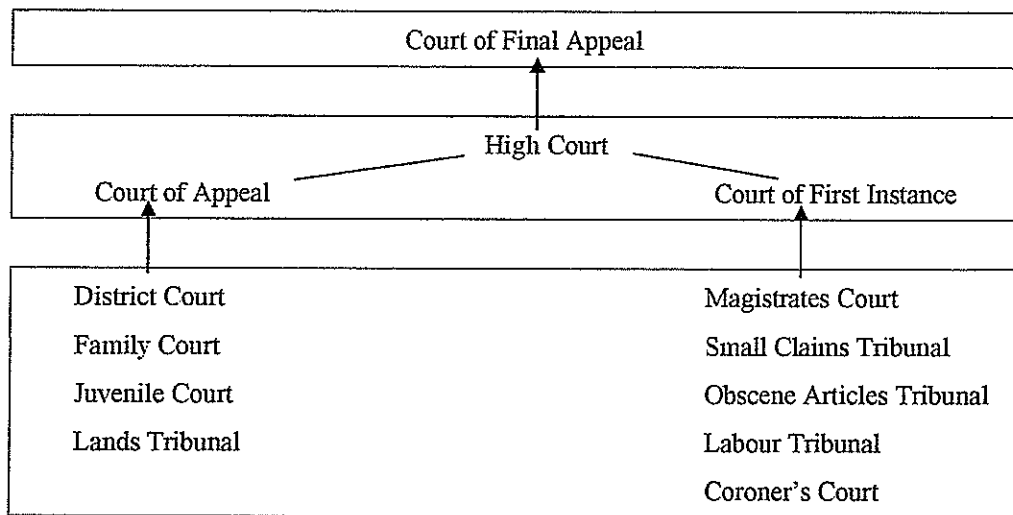 Court of Final Appeal
High Court
Court of Appeal
Court of First Instance
District Court
Family Court
Juvenile Court
Lands Tribunal
Magistrates Court
Small Claims Tribunal
Obscene Articles Tribunal
Labour Tribunal
Coroner's Court